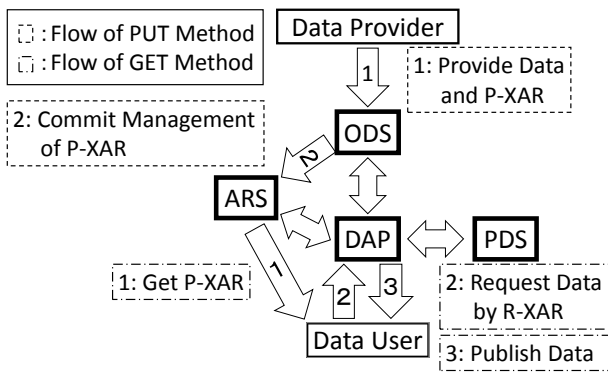 : Flow of PUT Method
: Flow of GET Method
Data Provider
1
1: Provide Data
and P-XAR
2: Commit Management
of P-XAR
ODS
2
ARS
DAP
PDS
1
1: Get P-XAR
2
3
2: Request Data
by R-XAR
Data User
3: Publish Data